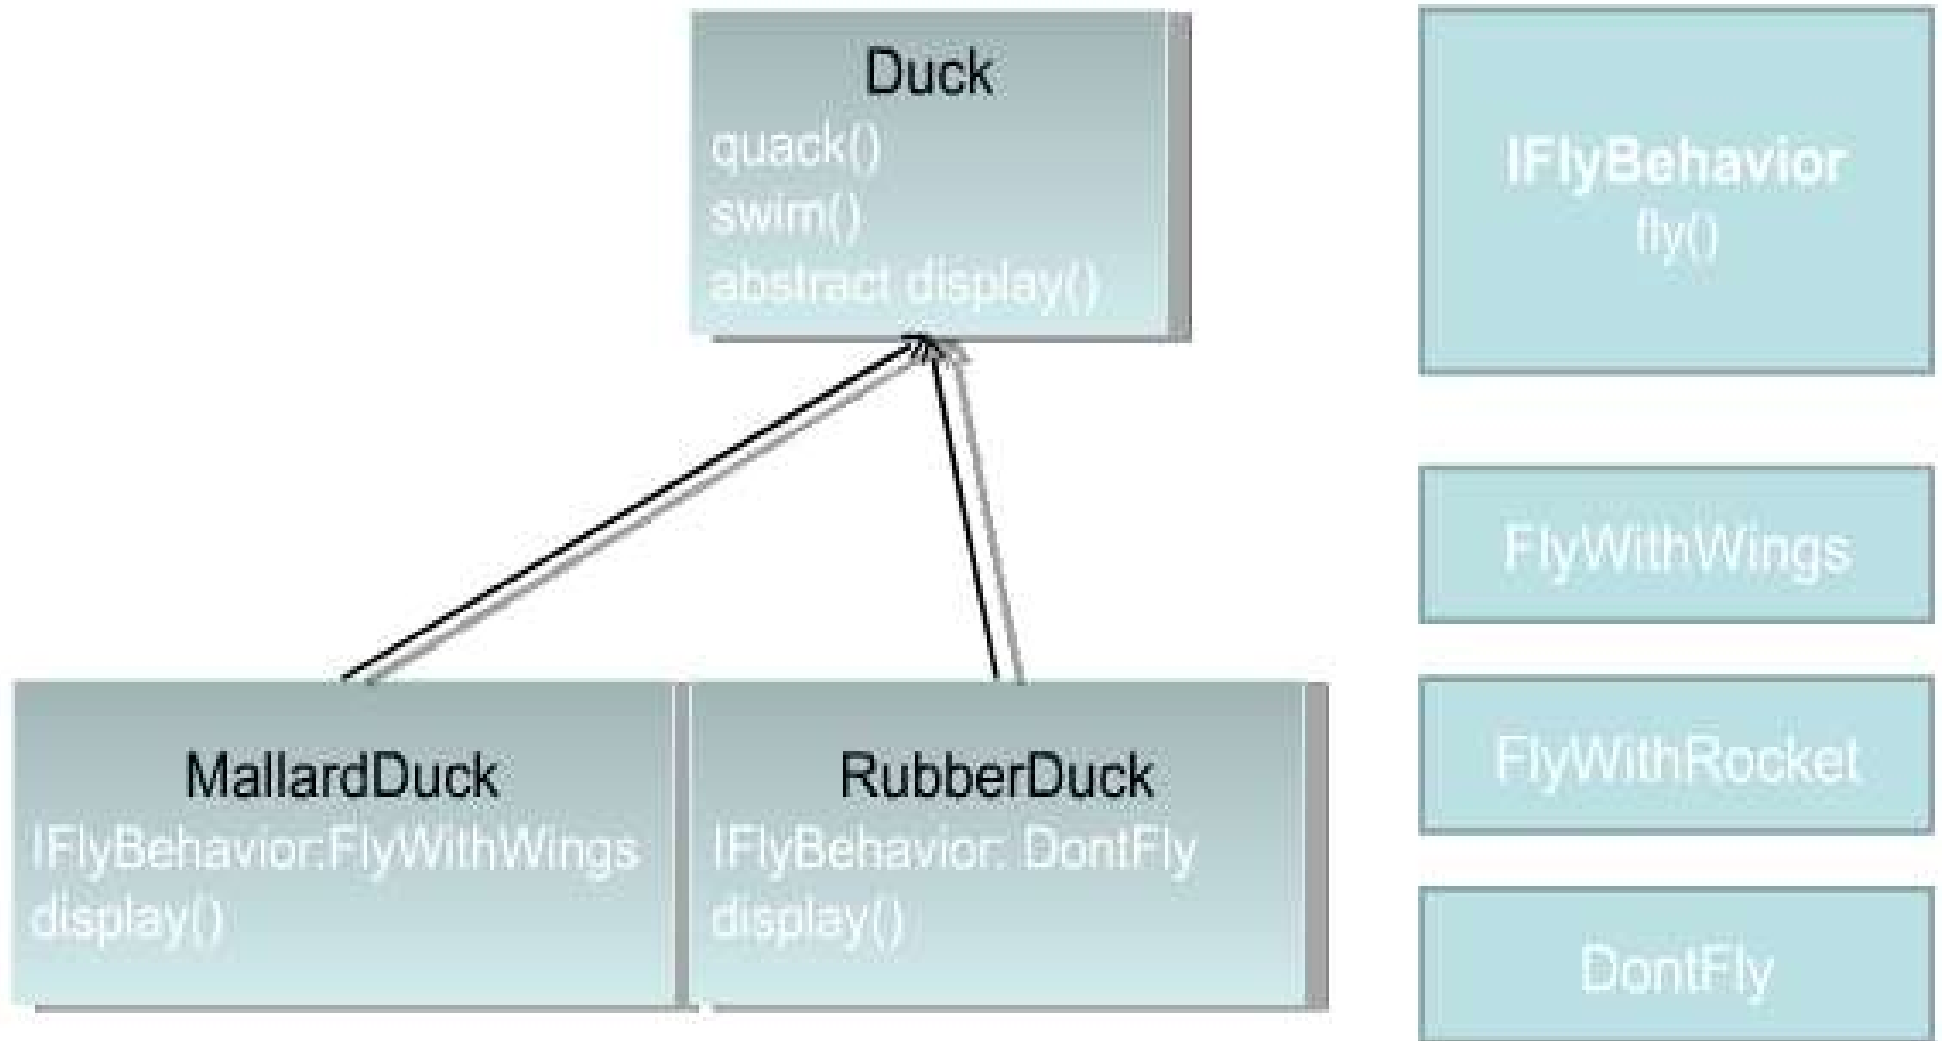 Duck
quack()
swim()
abstract display()
IFlyBehavior
fly()
FlyWithWings
FlyWithRocket
DontFly
MallardDuck
IFlyBehavior:FlyWithWings
display()
RubberDuck
IFlyBehavior: DontFly
display()